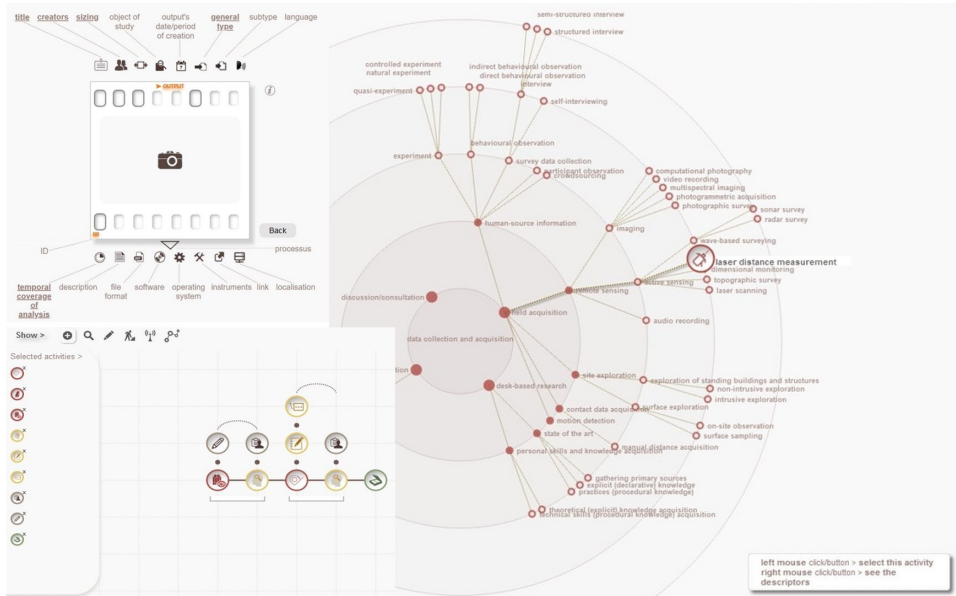 title
creators
sizing
object of
study
output's
date/period
of creation
general
type
subtype
language
► OUTPUT
7
i
Back
ID
processus
temporal
coverage
of
analysis
description
file
format
software
operating
system
instruments
link
localisation
Show >
Selected activities >
semi-structured interview
structured interview
controlled experiment
natural experiment
quasi-experiment
indirect behavioural observation
direct behavioural observation
interview
self-interviewing
behavioural observation
experiment
survey data collection
participant observation
crowdsourcing
computational photography
video recording
multispectral imaging
photogrammetric acquisition
photographic survey
sonar survey
radar survey
human-source information
imaging
wave-based surveying
laser distance measurement
dimensional monitoring
active sensing
topographic survey
laser scanning
remote sensing
discussion/consultation
field acquisition
audio recording
data collection and acquisition
tion
site exploration
exploration of standing buildings and structures
non-intrusive exploration
intrusive exploration
desk-based research
contact data acquisition
surface exploration
motion detection
on-site observation
state of the art
surface sampling
manual distance acquisition
personal skills and knowledge acquisition
gathering primary sources
explicit (declarative) knowledge
practices (procedural knowledge)
theoretical (explicit) knowledge acquisition
technical skills (procedural knowledge) acquisition
left mouse click/button > select this activity
right mouse click/button > see the
descriptors